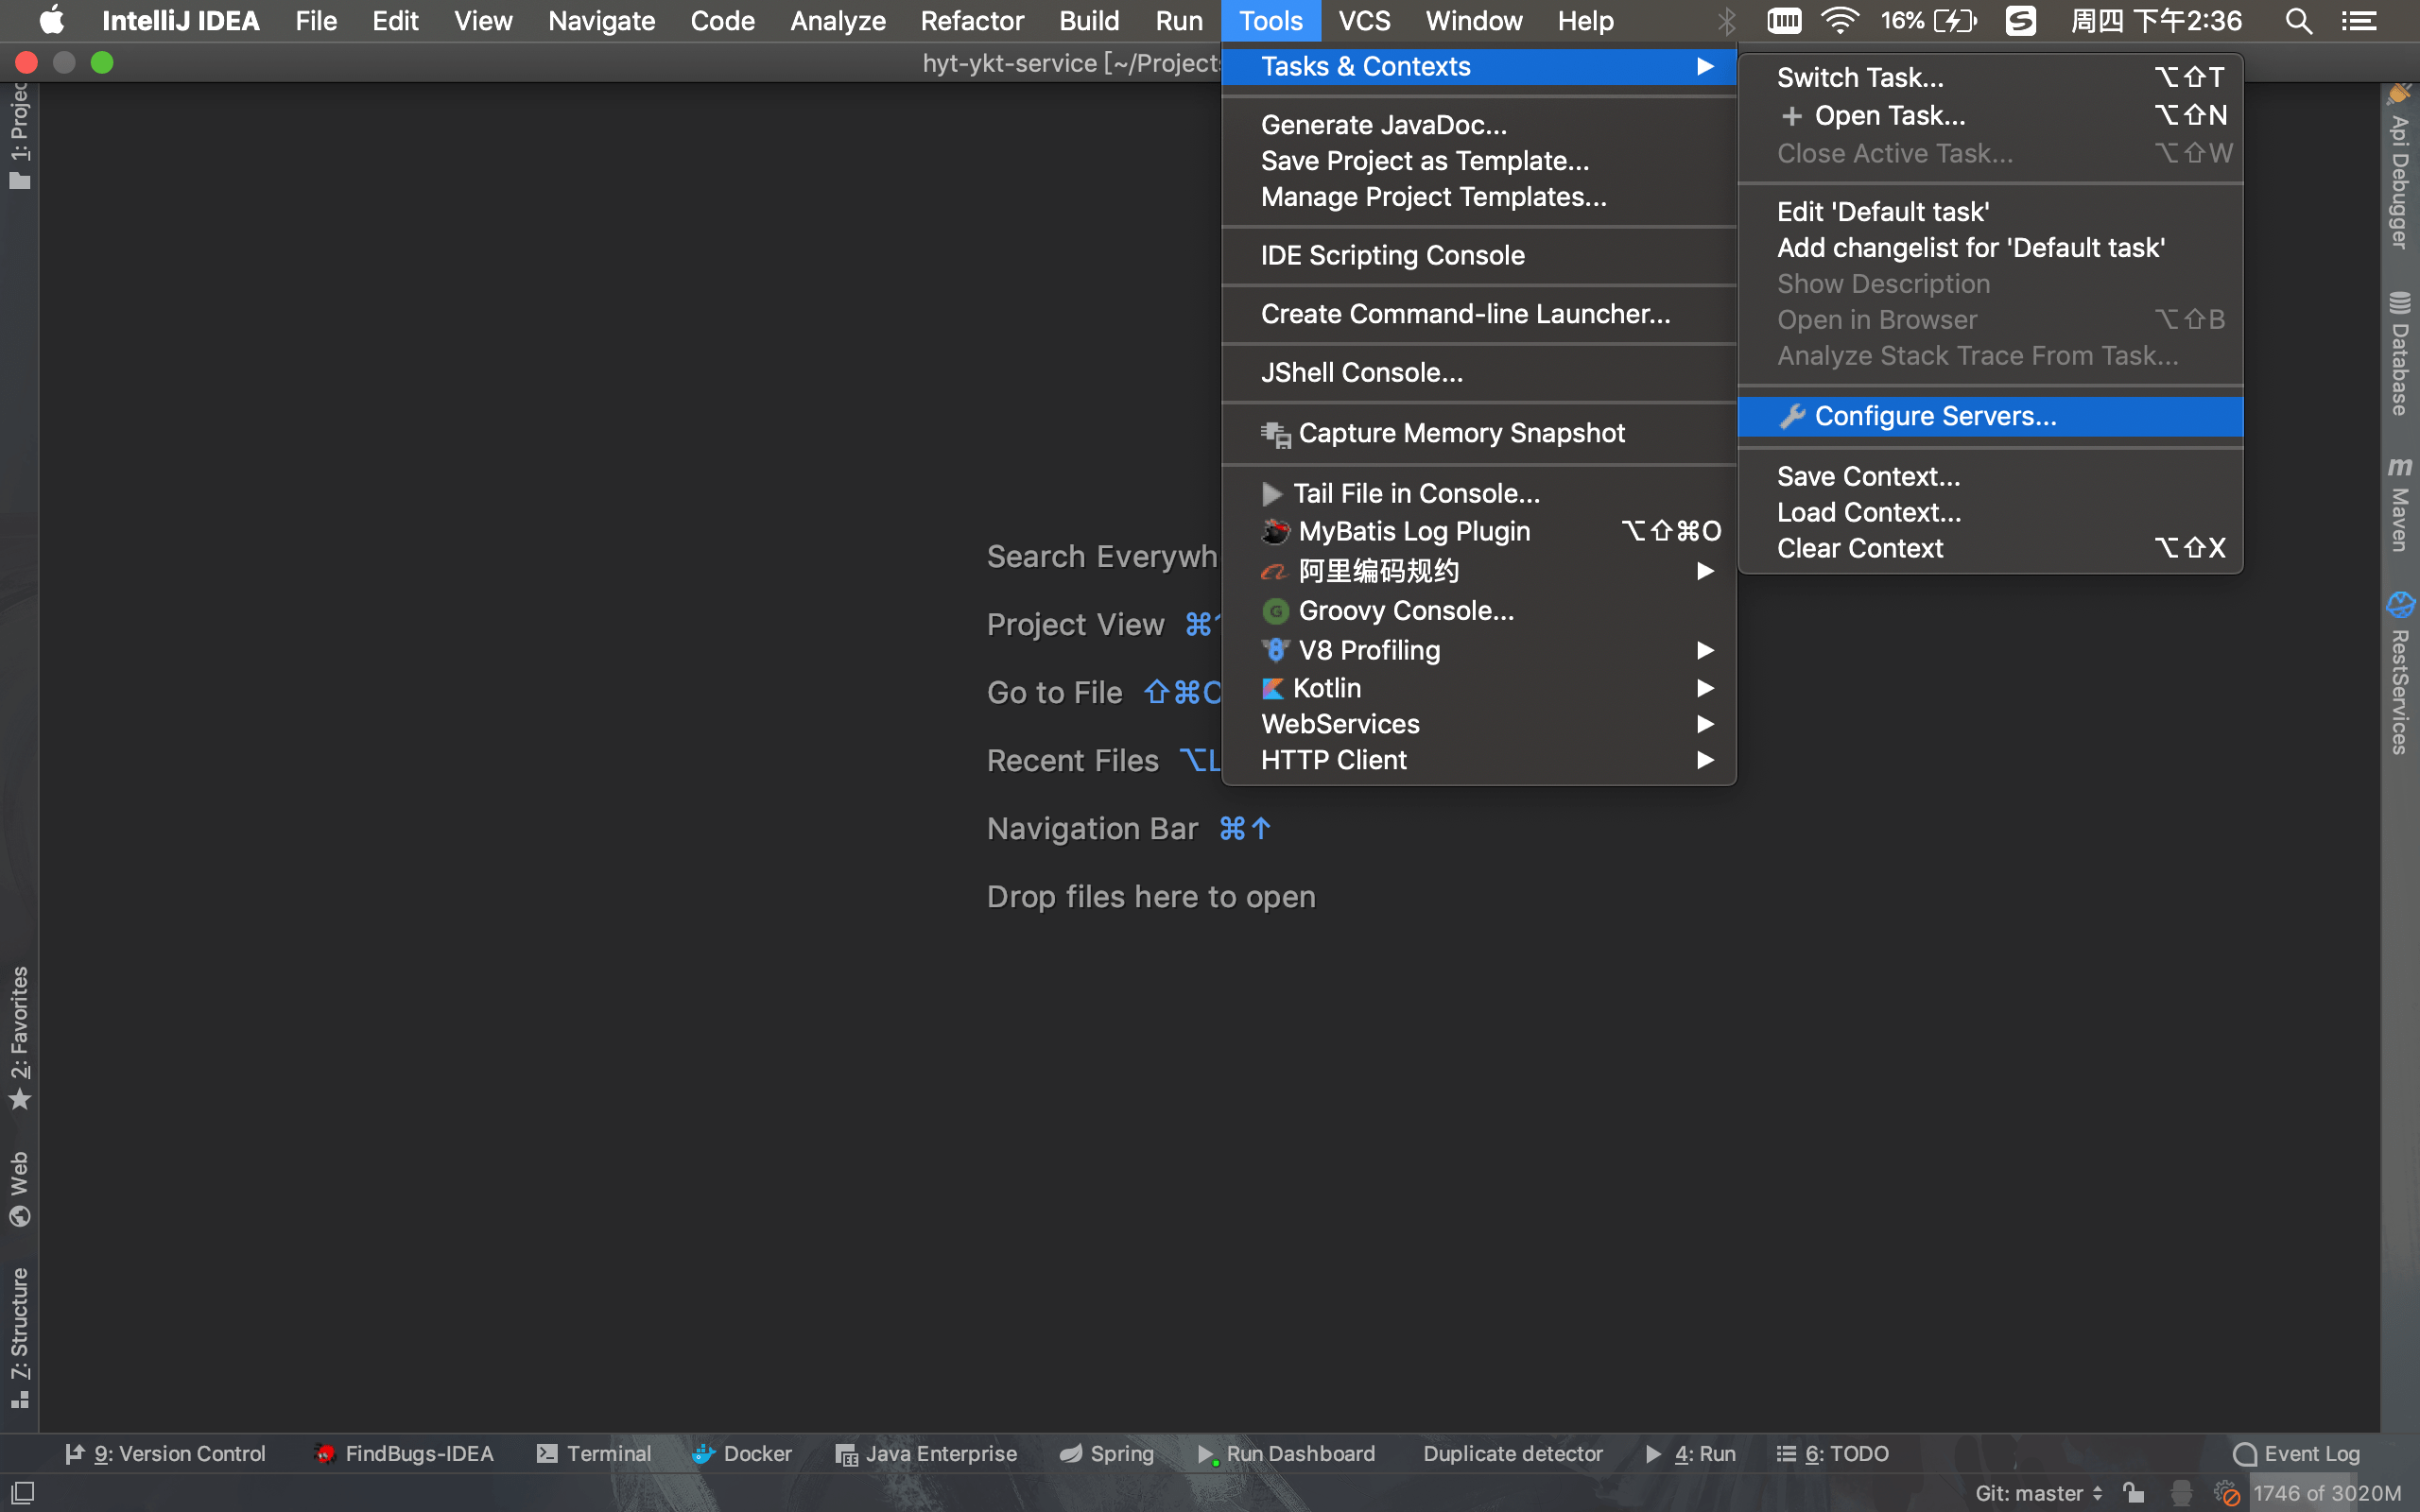 IntelliJ IDEA File Edit View Navigate Code Analyze Refactor Build Run Tools VCS Window Help 16% 周四 下午2:36
hyt-ykt-service [~/Projects
Tasks & Contexts
Generate JavaDoc...
Save Project as Template...
Manage Project Templates...
IDE Scripting Console
Create Command-line Launcher...
JShell Console...
Capture Memory Snapshot
Tail File in Console...
MyBatis Log Plugin ⌥⇧⌘O
阿里编码规约
Groovy Console...
V8 Profiling
Kotlin
WebServices
HTTP Client
Switch Task... ⌥⇧T
Open Task... ⌥⇧N
Close Active Task... ⌥⇧W
Edit 'Default task'
Add changelist for 'Default task'
Show Description
Open in Browser ⌥⇧B
Analyze Stack Trace From Task...
Configure Servers...
Save Context...
Load Context...
Clear Context ⌥⇧X
Search Everywh
Project View ⌘
Go to File ⇧⌘O
Recent Files ⌥L
Navigation Bar ⌘↑
Drop files here to open
1: Projec
2: Favorites
Web
Z: Structure
Api Debugger
Database
Maven
RestServices
9: Version Control FindBugs-IDEA Terminal Docker Java Enterprise Spring Run Dashboard Duplicate detector 4: Run 6: TODO Event Log
Git: master 1746 of 3020M